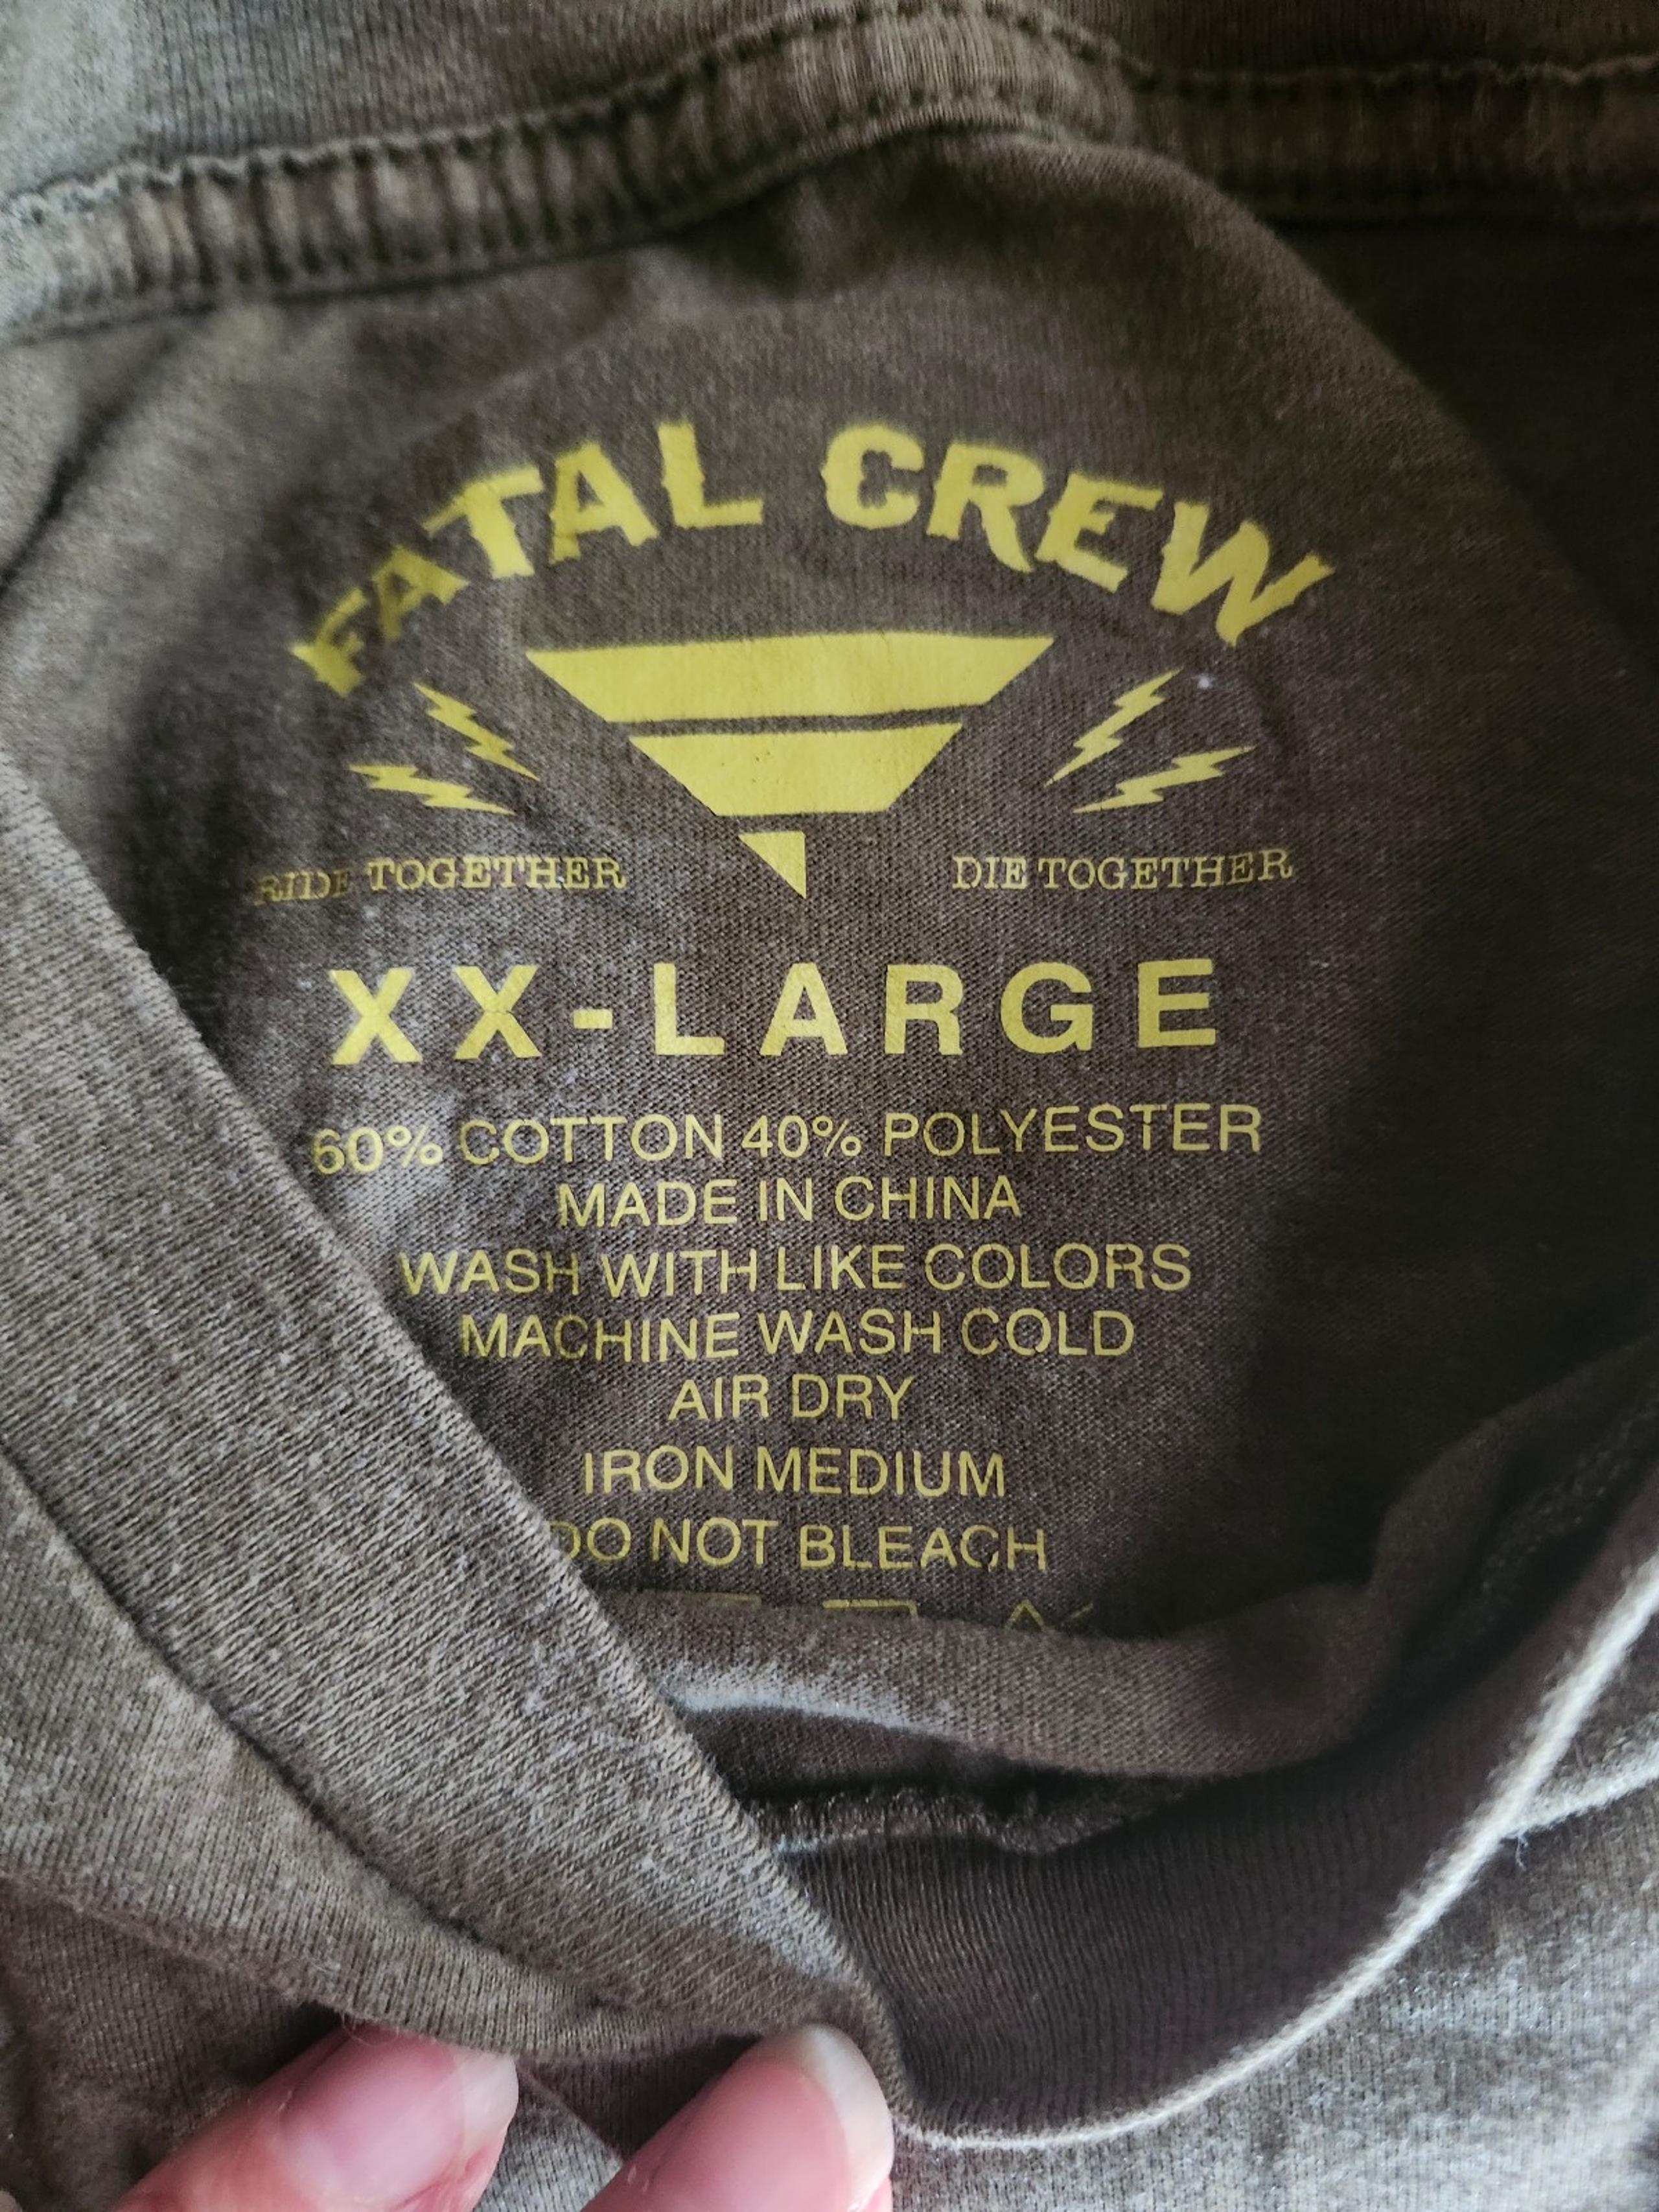 FATAL CREW
RIDE TOGETHER DIE TOGETHER
XX-LARGE
60% COTTON 40% POLYESTER
MADE IN CHINA
WASH WITH LIKE COLORS
MACHINE WASH COLD
AIR DRY
IRON MEDIUM
DO NOT BLEACH